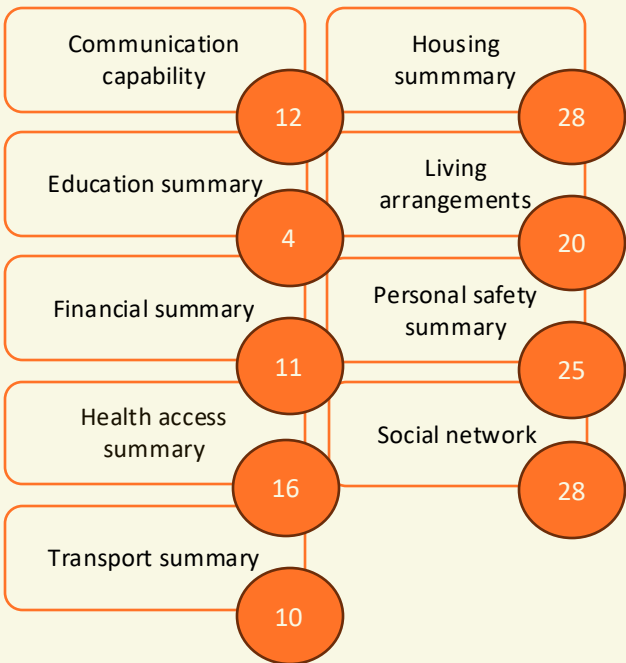 Communication
capability
12
Education summary
4
Financial summary
11
Health access
summary
16
Transport summary
10
Housing
summmary
28
Living
arrangements
20
Personal safety
summary
25
Social network
28